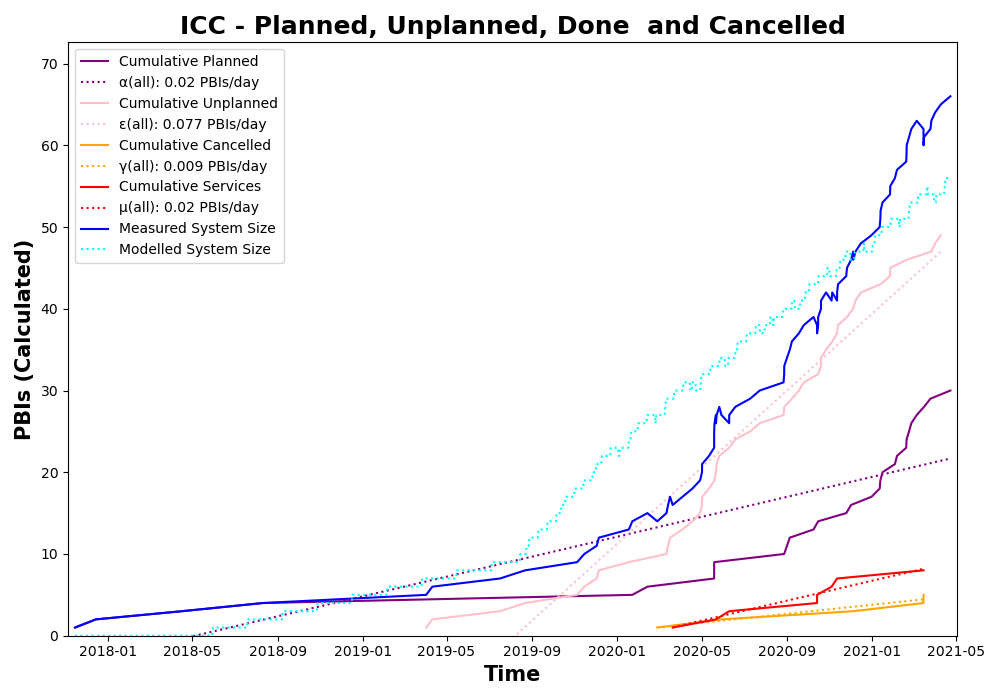 ICC - Planned, Unplanned, Done  and Cancelled
Cumulative Planned
α(all): 0.02 PBIs/day
Cumulative Unplanned
ε(all): 0.077 PBIs/day
Cumulative Cancelled
γ(all): 0.009 PBIs/day
Cumulative Services
μ(all): 0.02 PBIs/day
Measured System Size
Modelled System Size
PBIs (Calculated)
70
60
50
40
30
20
10
0
2018-01 2018-05 2018-09 2019-01 2019-05 2019-09 2020-01 2020-05 2020-09 2021-01 2021-05
Time